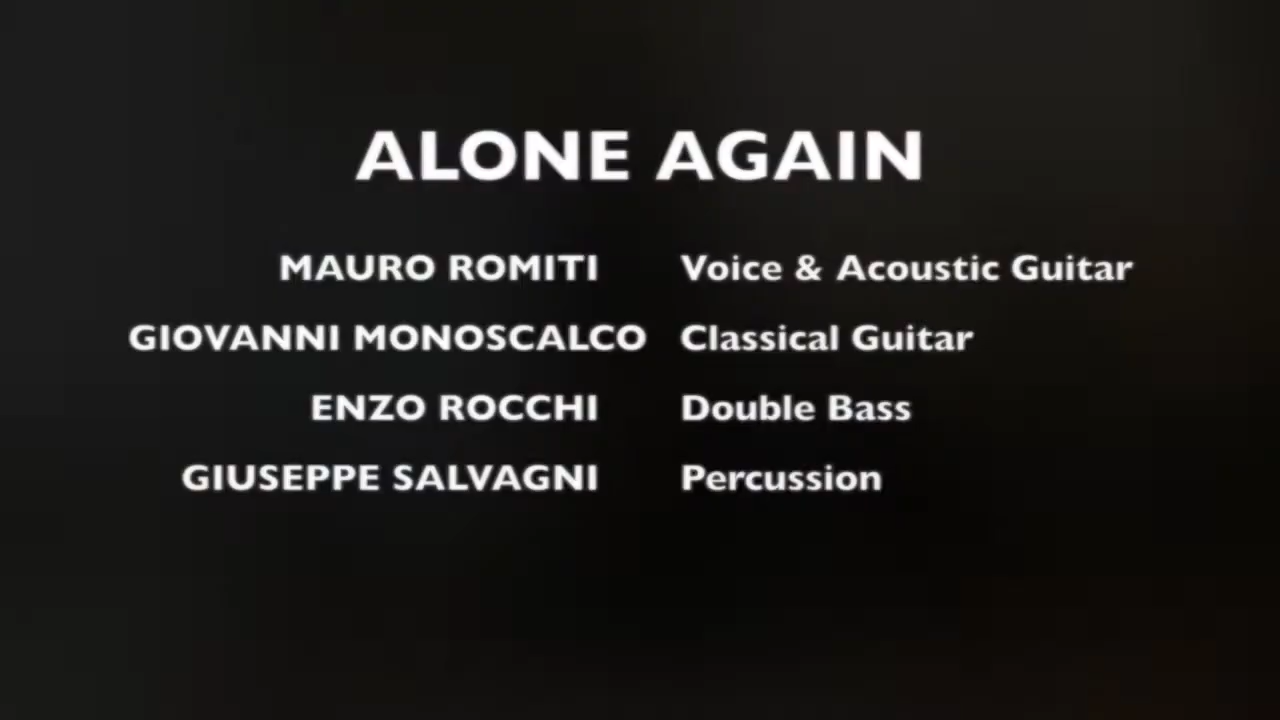 ALONE AGAIN
MAURO ROMITI Voice & Acoustic Guitar
GIOVANNI MONOSCALCO Classical Guitar
ENZO ROCCHI Double Bass
GIUSEPPE SALVAGNI Percussion